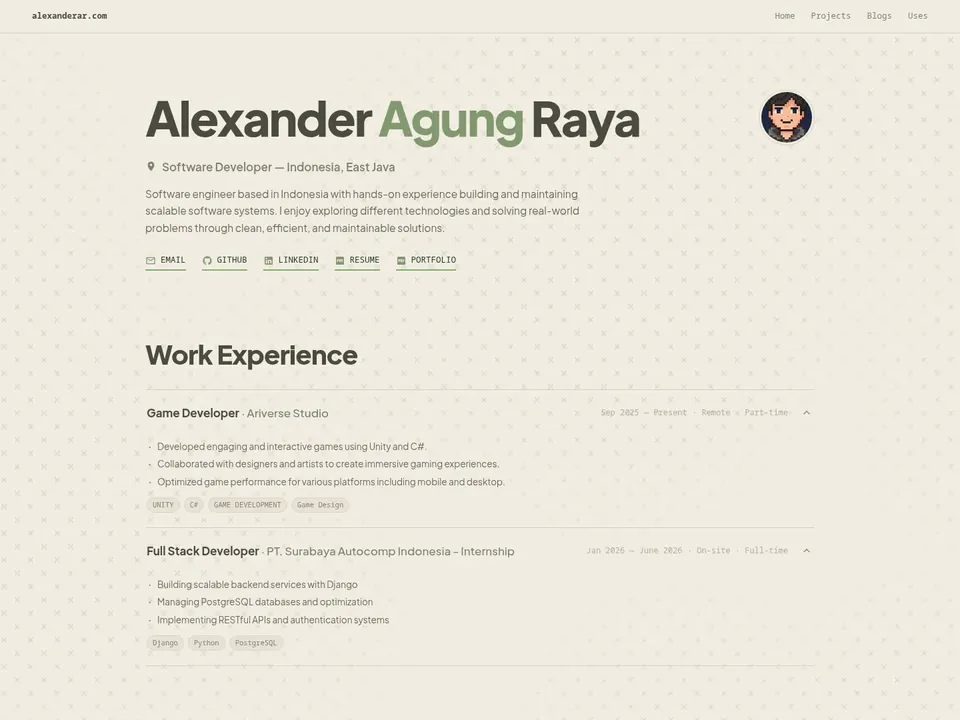 alexanderar.com
Home Projects Blogs Uses
Alexander Agung Raya
Software Developer — Indonesia, East Java
Software engineer based in Indonesia with hands-on experience building and maintaining
scalable software systems. I enjoy exploring different technologies and solving real-world
problems through clean, efficient, and maintainable solutions.
EMAIL GITHUB LINKEDIN RESUME PORTFOLIO
Work Experience
Game Developer · Ariverse Studio
Sep 2025 — Present · Remote · Part-time
· Developed engaging and interactive games using Unity and C#.
· Collaborated with designers and artists to create immersive gaming experiences.
· Optimized game performance for various platforms including mobile and desktop.
UNITY C# GAME DEVELOPMENT Game Design
Full Stack Developer · PT. Surabaya Autocomp Indonesia – Internship
Jan 2026 — June 2026 · On-site · Full-time
· Building scalable backend services with Django
· Managing PostgreSQL databases and optimization
· Implementing RESTful APIs and authentication systems
Django Python PostgreSQL